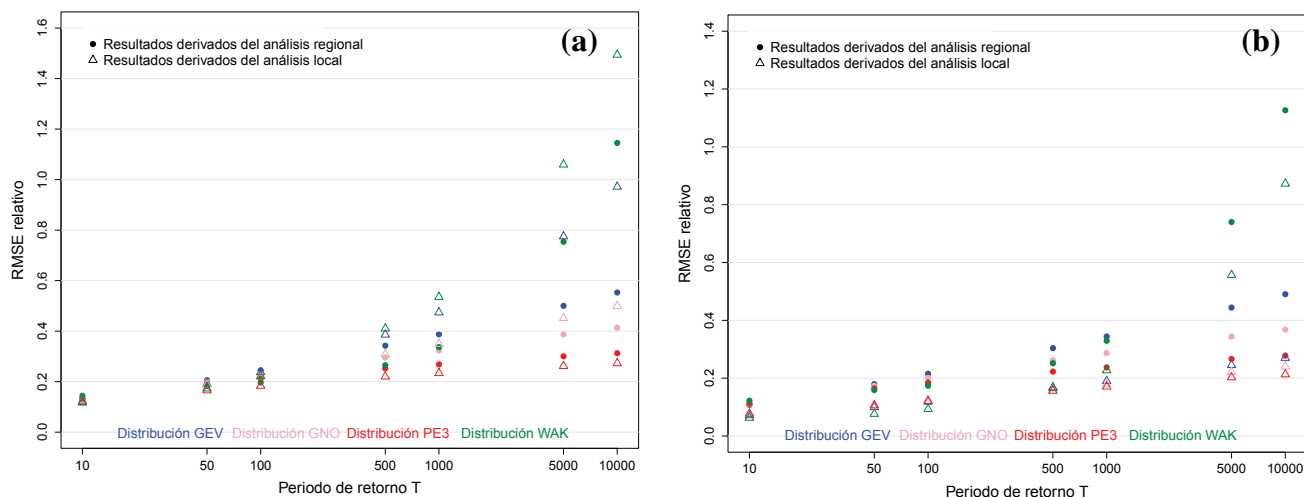 (a)
Resultados derivados del análisis regional
Resultados derivados del análisis local
RMSE relativo
1.6
1.4
1.2
1.0
0.8
0.6
0.4
0.2
0.0
Distribución GEV Distribución GNO Distribución PE3 Distribución WAK
10 50 100 500 1000 5000 10000
Periodo de retorno T
(b)
Resultados derivados del análisis regional
Resultados derivados del análisis local
RMSE relativo
1.4
1.2
1.0
0.8
0.6
0.4
0.2
0.0
Distribución GEV Distribución GNO Distribución PE3 Distribución WAK
10 50 100 500 1000 5000 10000
Periodo de retorno T